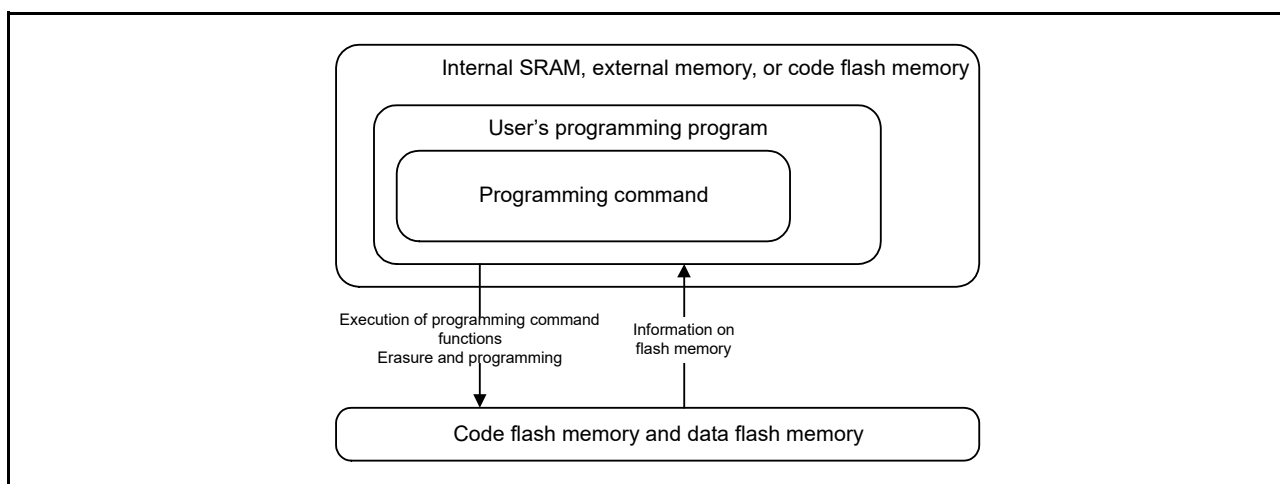 Internal SRAM, external memory, or code flash memory
User’s programming program
Programming command
Execution of programming command
functions
Erasure and programming
Information on
flash memory
Code flash memory and data flash memory